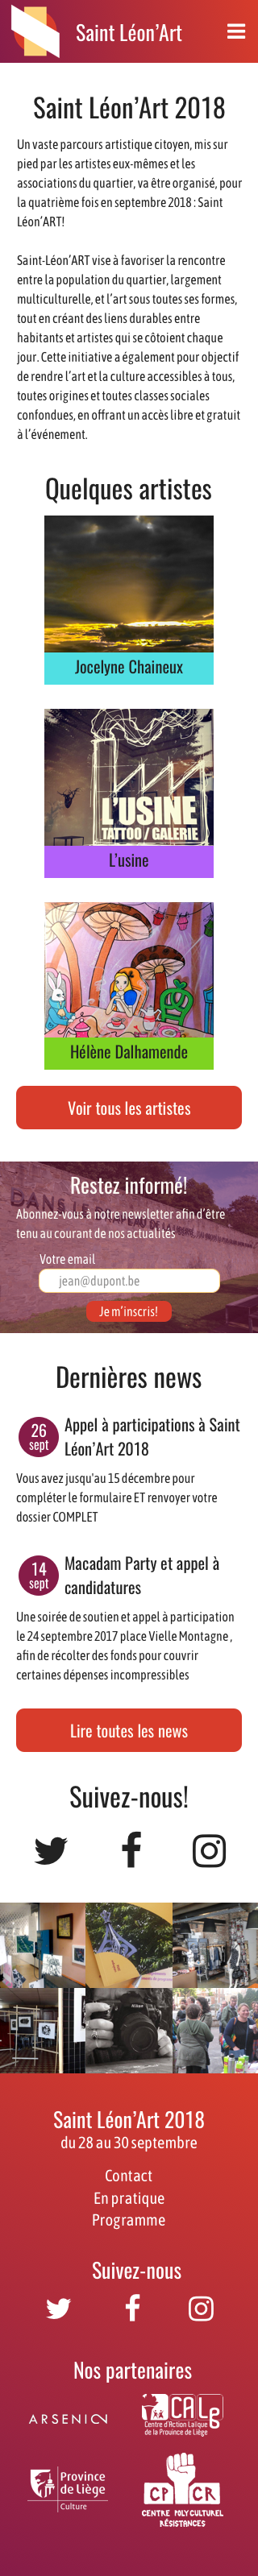 Saint Léon’Art
Saint Léon’Art 2018
Un vaste parcours artistique citoyen, mis sur
pied par les artistes eux-mêmes et les
associations du quartier, va être organisé, pour
la quatrième fois en septembre 2018 : Saint
Léon’ART!
Saint-Léon’ART vise à favoriser la rencontre
entre la population du quartier, largement
multiculturelle, et l’art sous toutes ses formes,
tout en créant des liens durables entre
habitants et artistes qui se côtoient chaque
jour. Cette initiative a également pour objectif
de rendre l’art et la culture accessibles à tous,
toutes origines et toutes classes sociales
confondues, en offrant un accès libre et gratuit
à l’événement.
Quelques artistes
Jocelyne Chaineux
L'USINE
TATTOO / GALERIE
L’usine
Hélène Dalhamende
Voir tous les artistes
Restez informé!
DANS
Abonnez-vous à notre newsletter afin d’être
tenu au courant de nos actualités
Votre email
jean@dupont.be
Je m’inscris!
Dernières news
26
sept
Appel à participations à Saint
Léon’Art 2018
Vous avez jusqu’au 15 décembre pour
compléter le formulaire ET renvoyer votre
dossier COMPLET
14
sept
Macadam Party et appel à
candidatures
Une soirée de soutien et appel à participation
le 24 septembre 2017 place Vielle Montagne ,
afin de récolter des fonds pour couvrir
certaines dépenses incompressibles
Lire toutes les news
Suivez-nous!
Saint Léon’Art 2018
du 28 au 30 septembre
Contact
En pratique
Programme
Suivez-nous
Nos partenaires
ARSENIC
CALg
Centre d’Action Laïque
de la Province de Liège
Province
de Liège
Culture
CPCR
CENTRE POLYCULTUREL
RÉSISTANCES